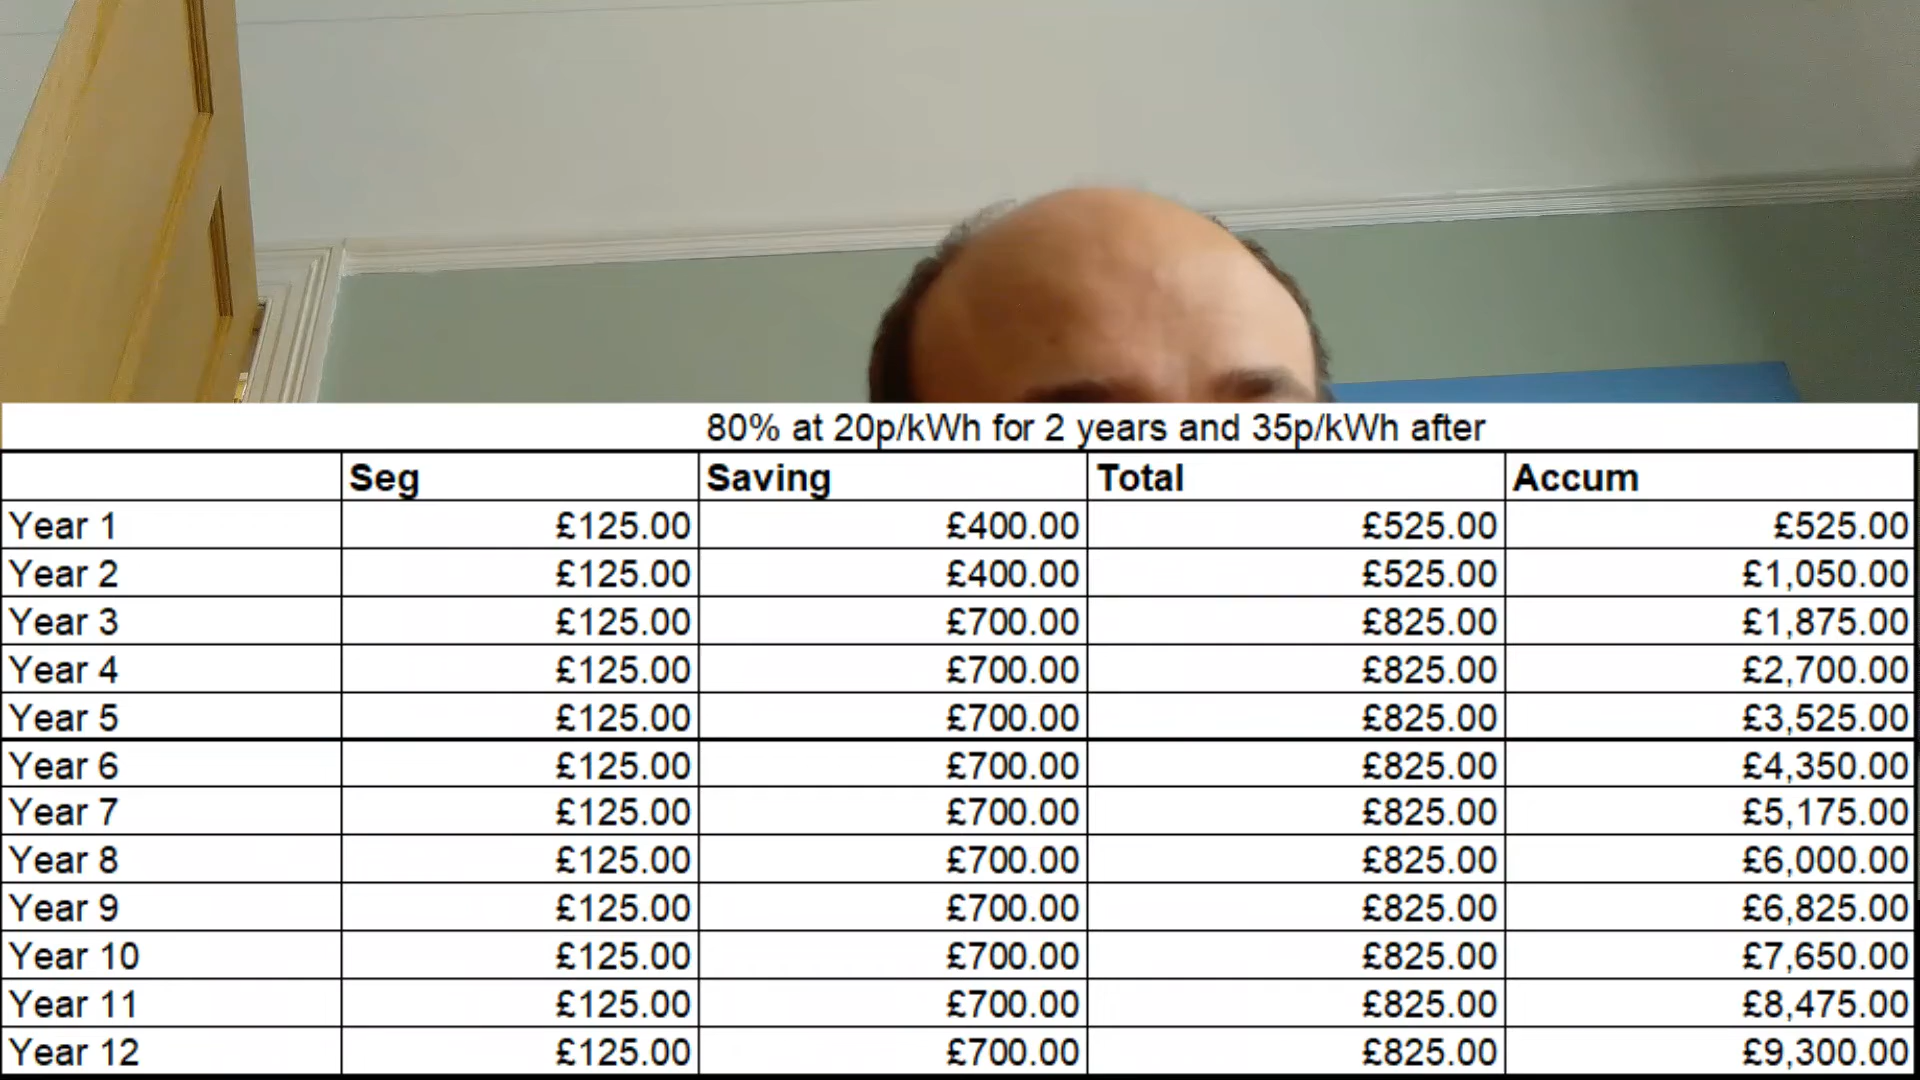 80% at 20p/kWh for 2 years and 35p/kWh after
Seg Saving Total Accum
Year 1 £125.00 £400.00 £525.00 £525.00
Year 2 £125.00 £400.00 £525.00 £1,050.00
Year 3 £125.00 £700.00 £825.00 £1,875.00
Year 4 £125.00 £700.00 £825.00 £2,700.00
Year 5 £125.00 £700.00 £825.00 £3,525.00
Year 6 £125.00 £700.00 £825.00 £4,350.00
Year 7 £125.00 £700.00 £825.00 £5,175.00
Year 8 £125.00 £700.00 £825.00 £6,000.00
Year 9 £125.00 £700.00 £825.00 £6,825.00
Year 10 £125.00 £700.00 £825.00 £7,650.00
Year 11 £125.00 £700.00 £825.00 £8,475.00
Year 12 £125.00 £700.00 £825.00 £9,300.00